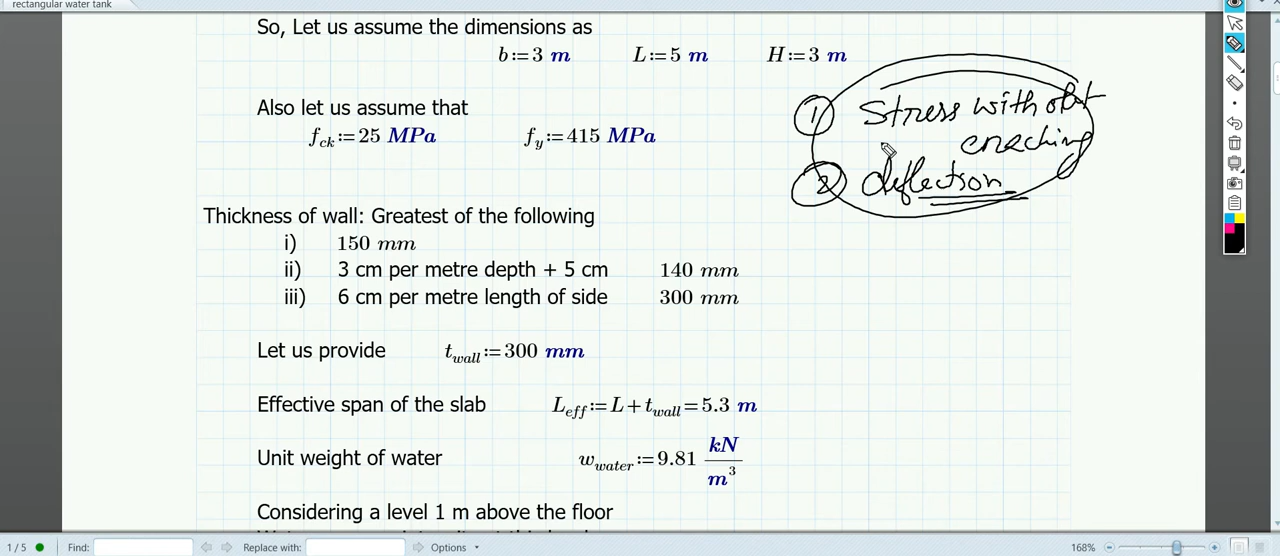 rectangular water tank
So, Let us assume the dimensions as
b:=3 m L:=5 m H:=3 m
Also let us assume that
f_ck:=25 MPa f_y:=415 MPa
① Stress without
craching
② deflection
Thickness of wall: Greatest of the following
i) 150 mm
ii) 3 cm per metre depth + 5 cm 140 mm
iii) 6 cm per metre length of side 300 mm
Let us provide t_wall:=300 mm
Effective span of the slab L_eff:=L+t_wall=5.3 m
Unit weight of water w_water:=9.81 kN/m³
Considering a level 1 m above the floor
1 / 5 Find: Replace with: Options 168%